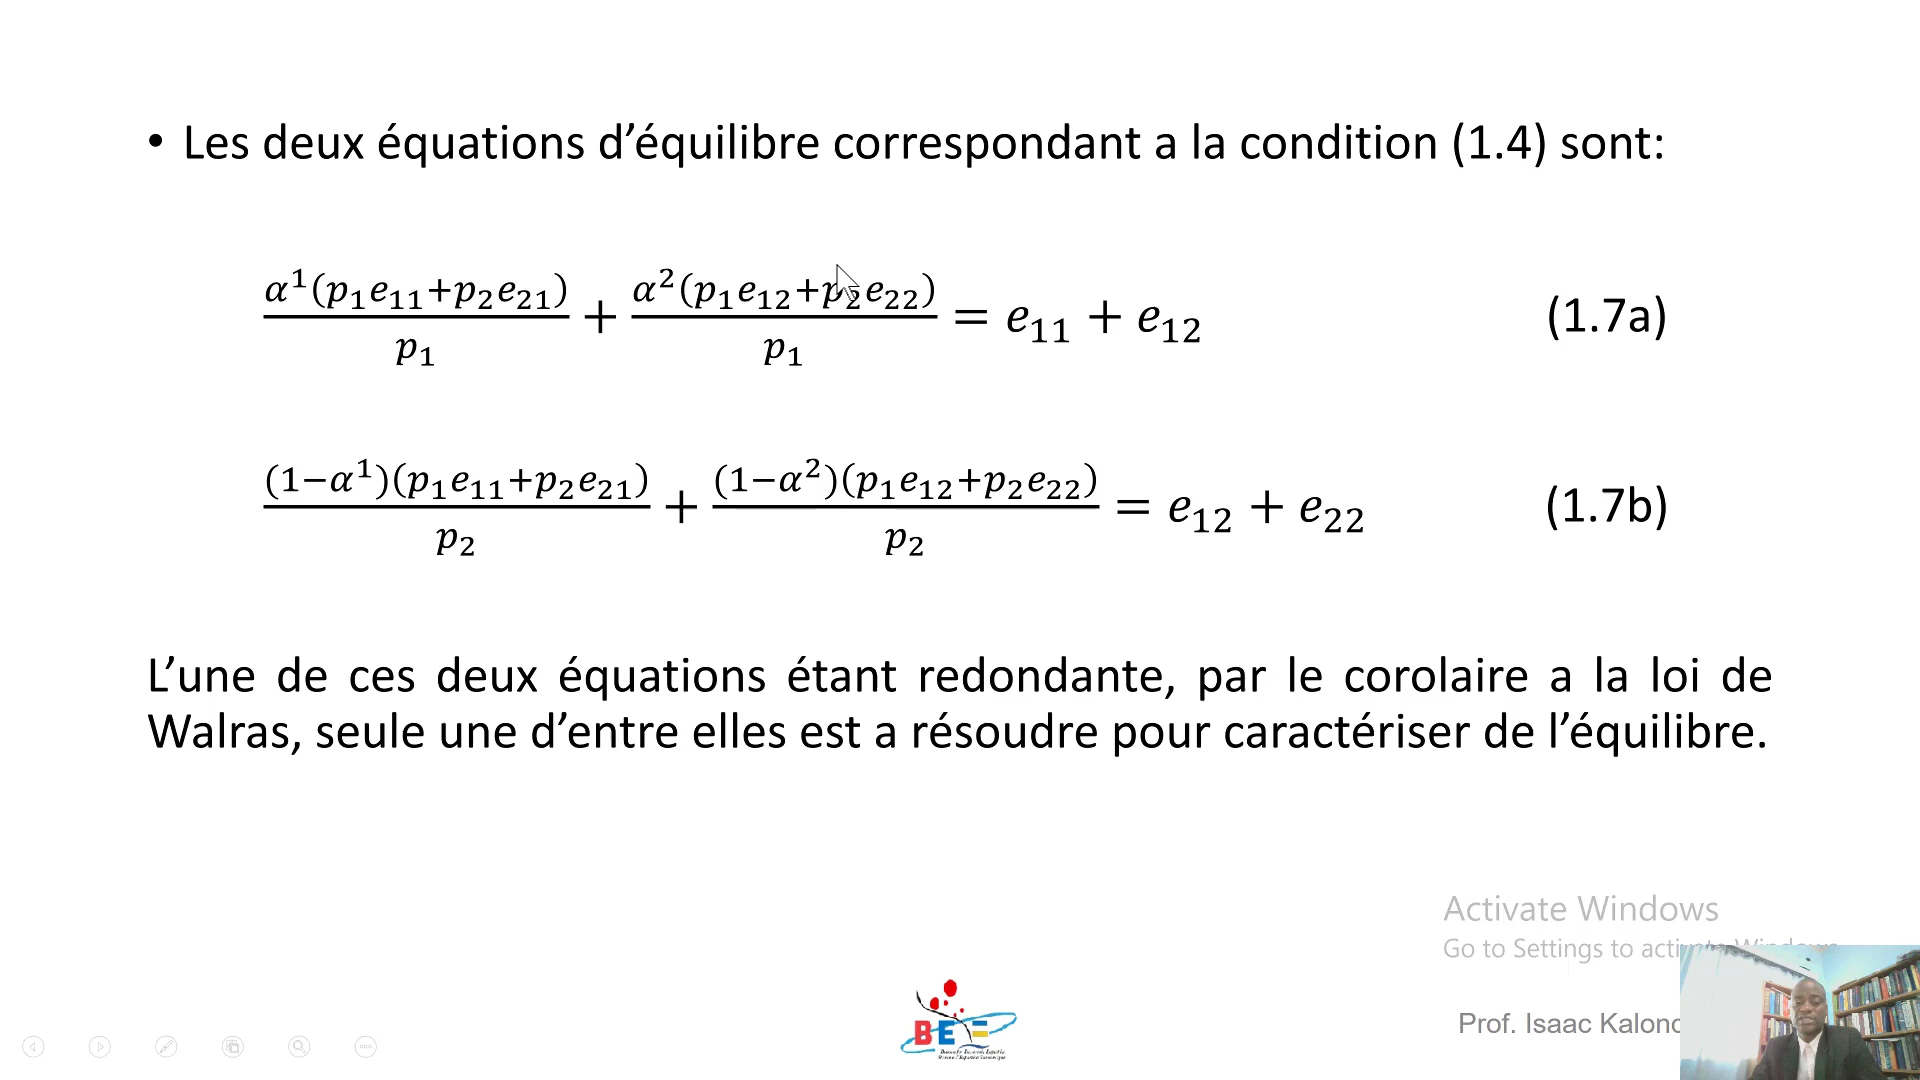 • Les deux équations d’équilibre correspondant a la condition (1.4) sont:
α¹(p₁e₁₁+p₂e₂₁)/p₁ + α²(p₁e₁₂+p₂e₂₂)/p₁ = e₁₁ + e₁₂ (1.7a)
(1−α¹)(p₁e₁₁+p₂e₂₁)/p₂ + (1−α²)(p₁e₁₂+p₂e₂₂)/p₂ = e₁₂ + e₂₂ (1.7b)
L’une de ces deux équations étant redondante, par le corolaire a la loi de
Walras, seule une d’entre elles est a résoudre pour caractériser de l’équilibre.
Activate Windows
Go to Settings to
Prof. Isaac
BE